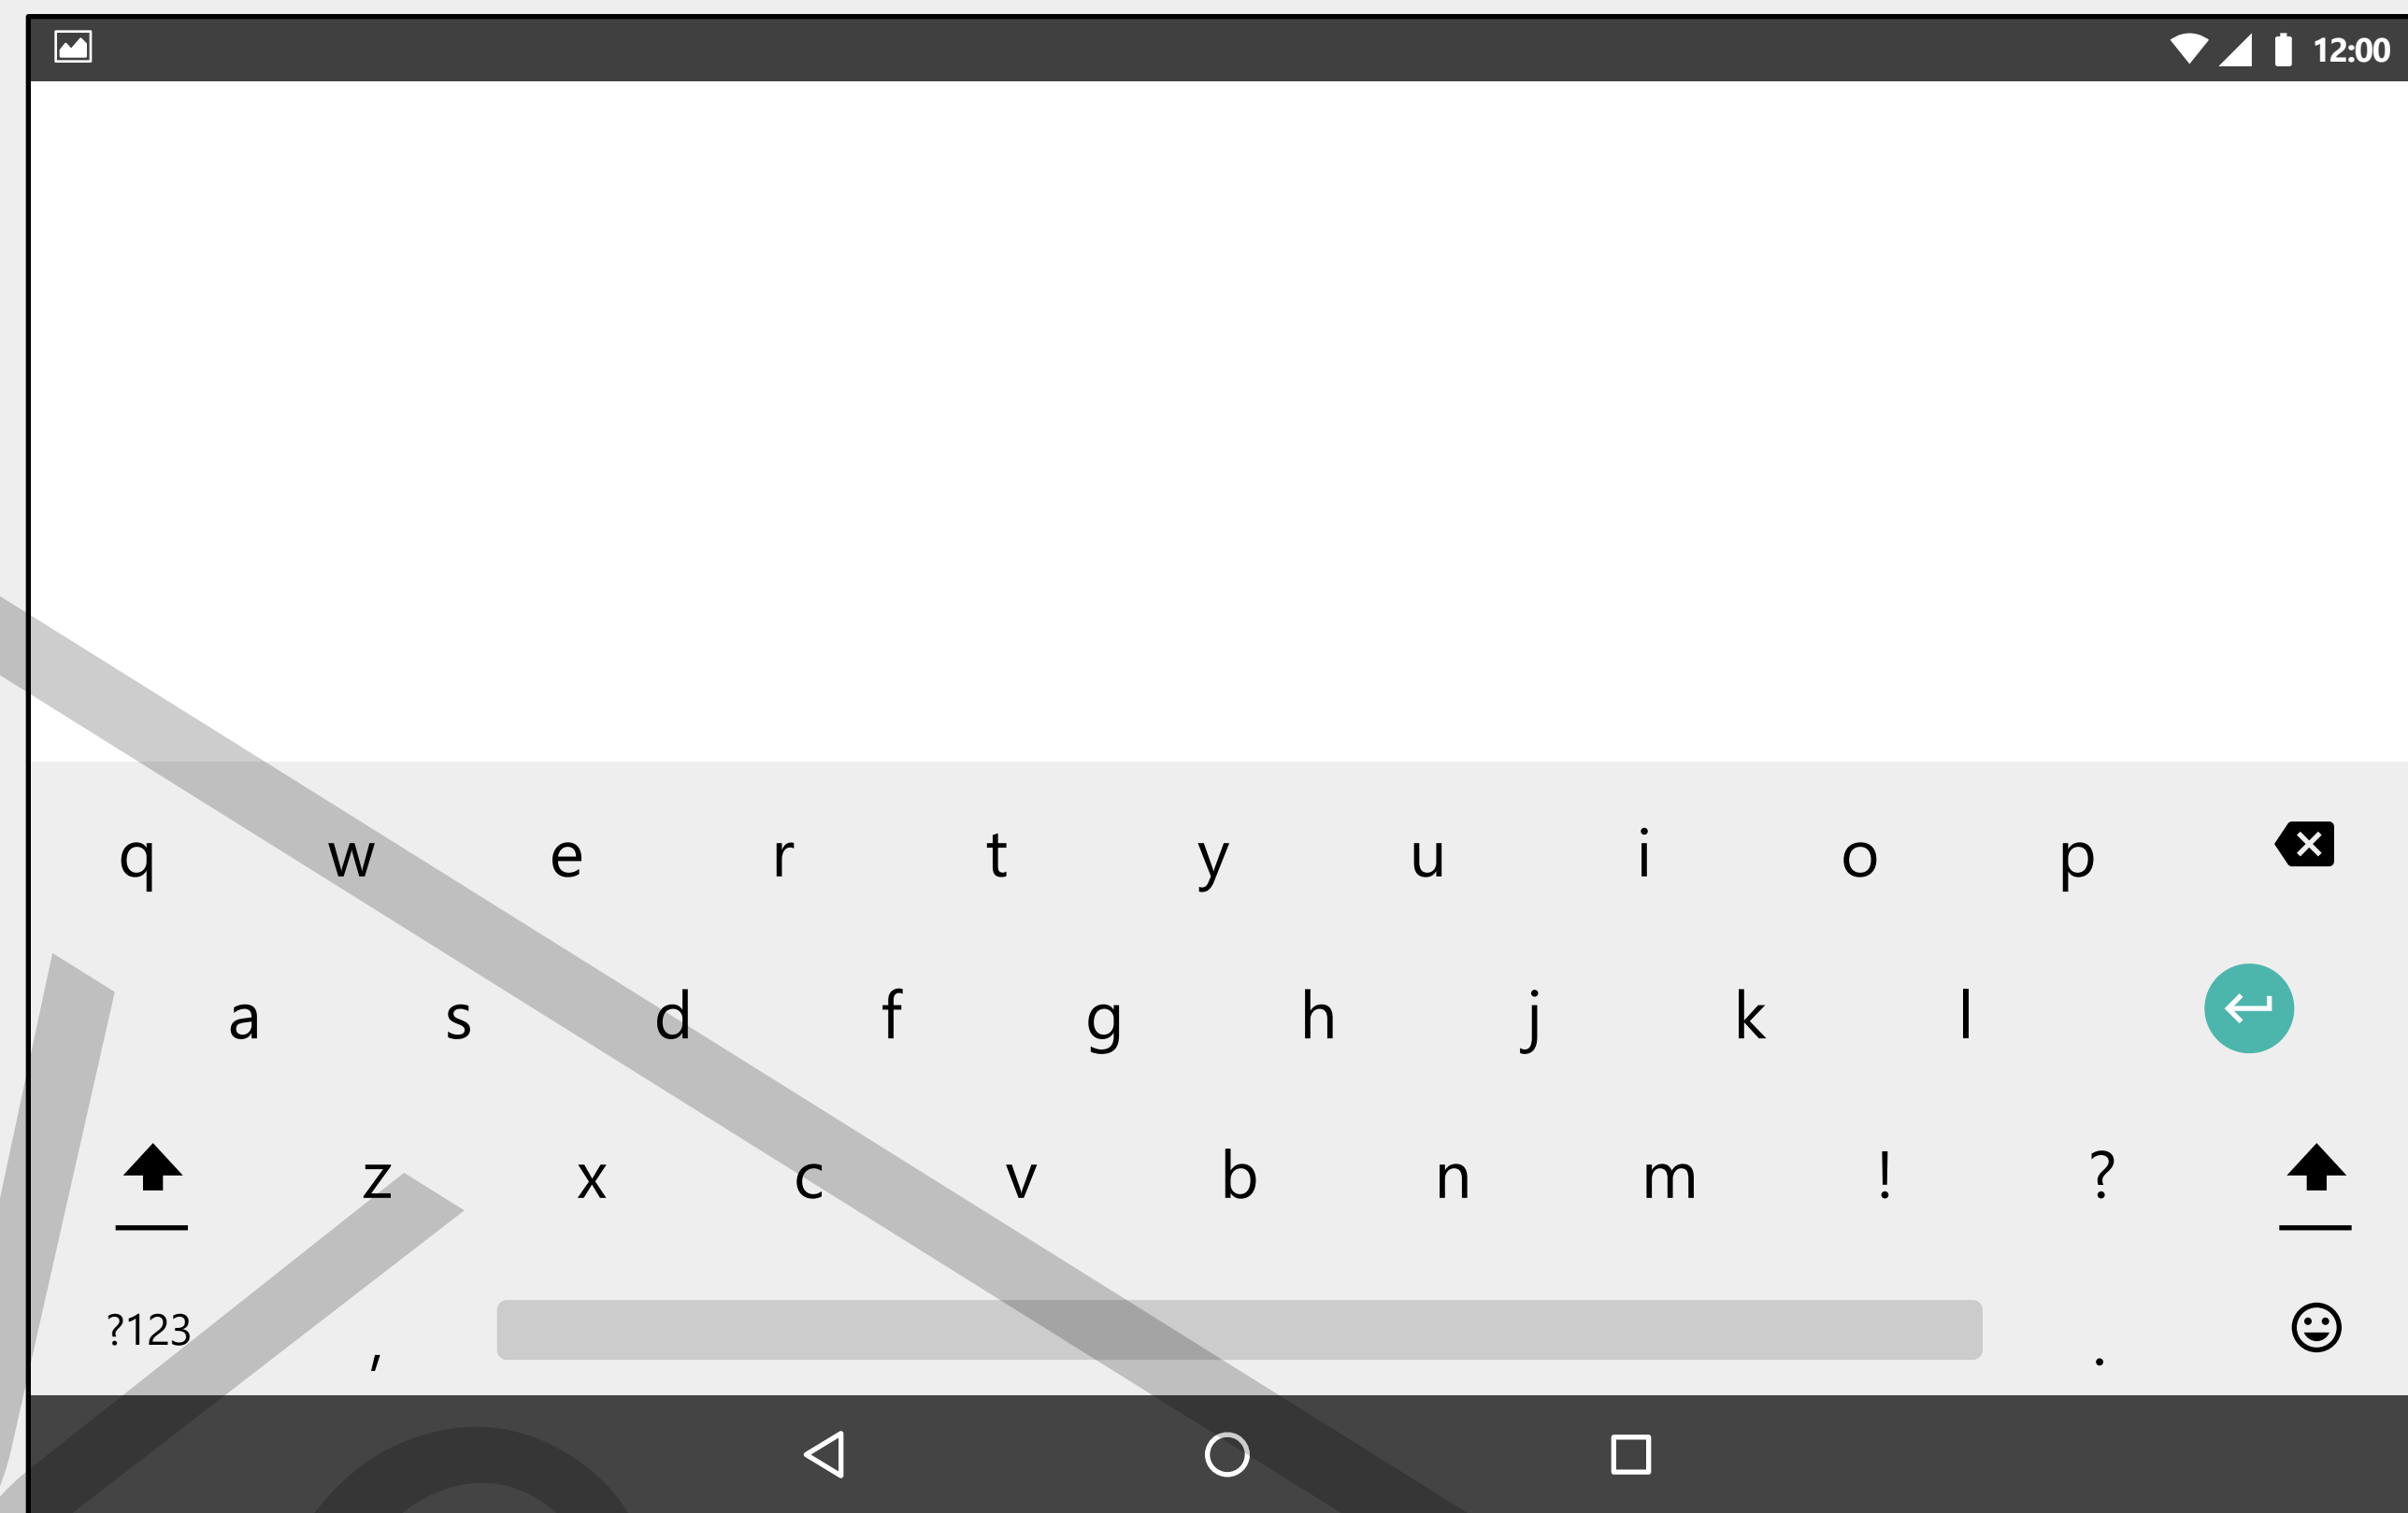 12:00
q w e r t y u i o p
a s d f g h j k l
z x c v b n m ! ?
?123 , .